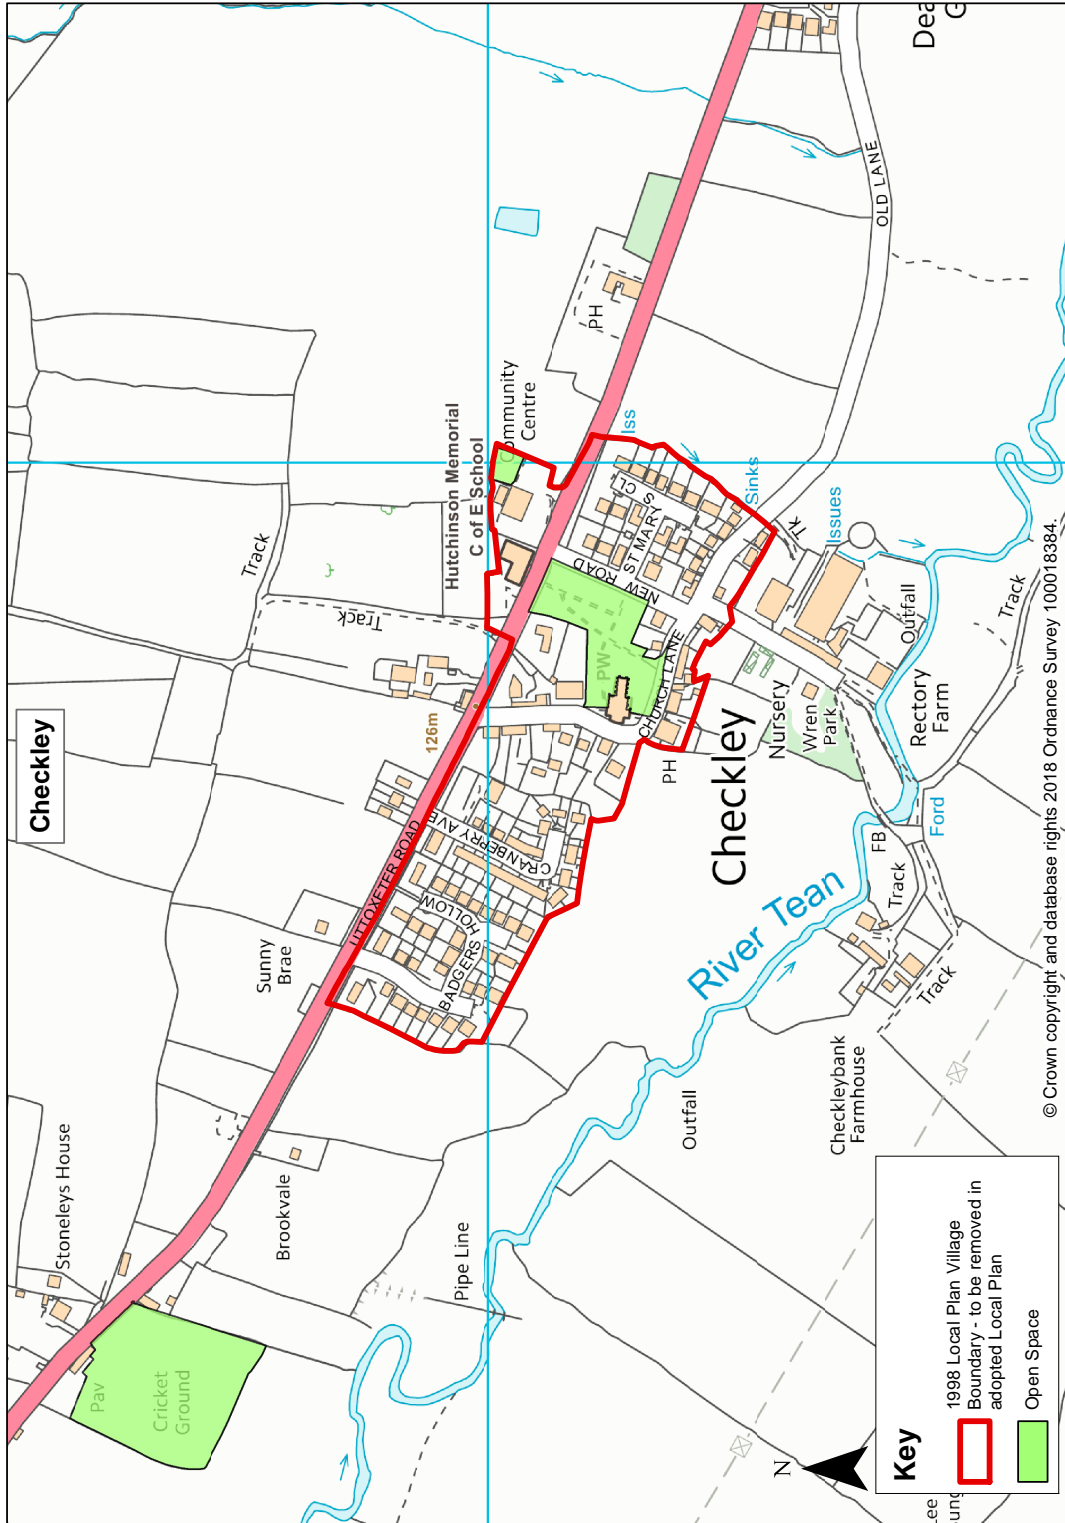 Checkley
Stoneleys House
Pav
Cricket
Ground
Brookvale
Pipe Line
Sunny
Brae
UTTOXETER ROAD
BADGERS HOLLOW
CRANBERRY AVE
126m
Track
Track
Hutchinson Memorial
C of E School
Community
Centre
PH
Iss
Sinks
ST MARY'S CL
NEW ROAD
CHURCH LANE
PW
PH
Checkley
OLD LANE
Dea
G
Tk
Issues
Outfall
Nursery
Wren
Park
Rectory
Farm
Ford
FB
Track
Track
Track
River Tean
Outfall
Checkleybank
Farmhouse
N
Key
1998 Local Plan Village
Boundary - to be removed in
adopted Local Plan
Open Space
© Crown copyright and database rights 2018 Ordnance Survey 100018384.